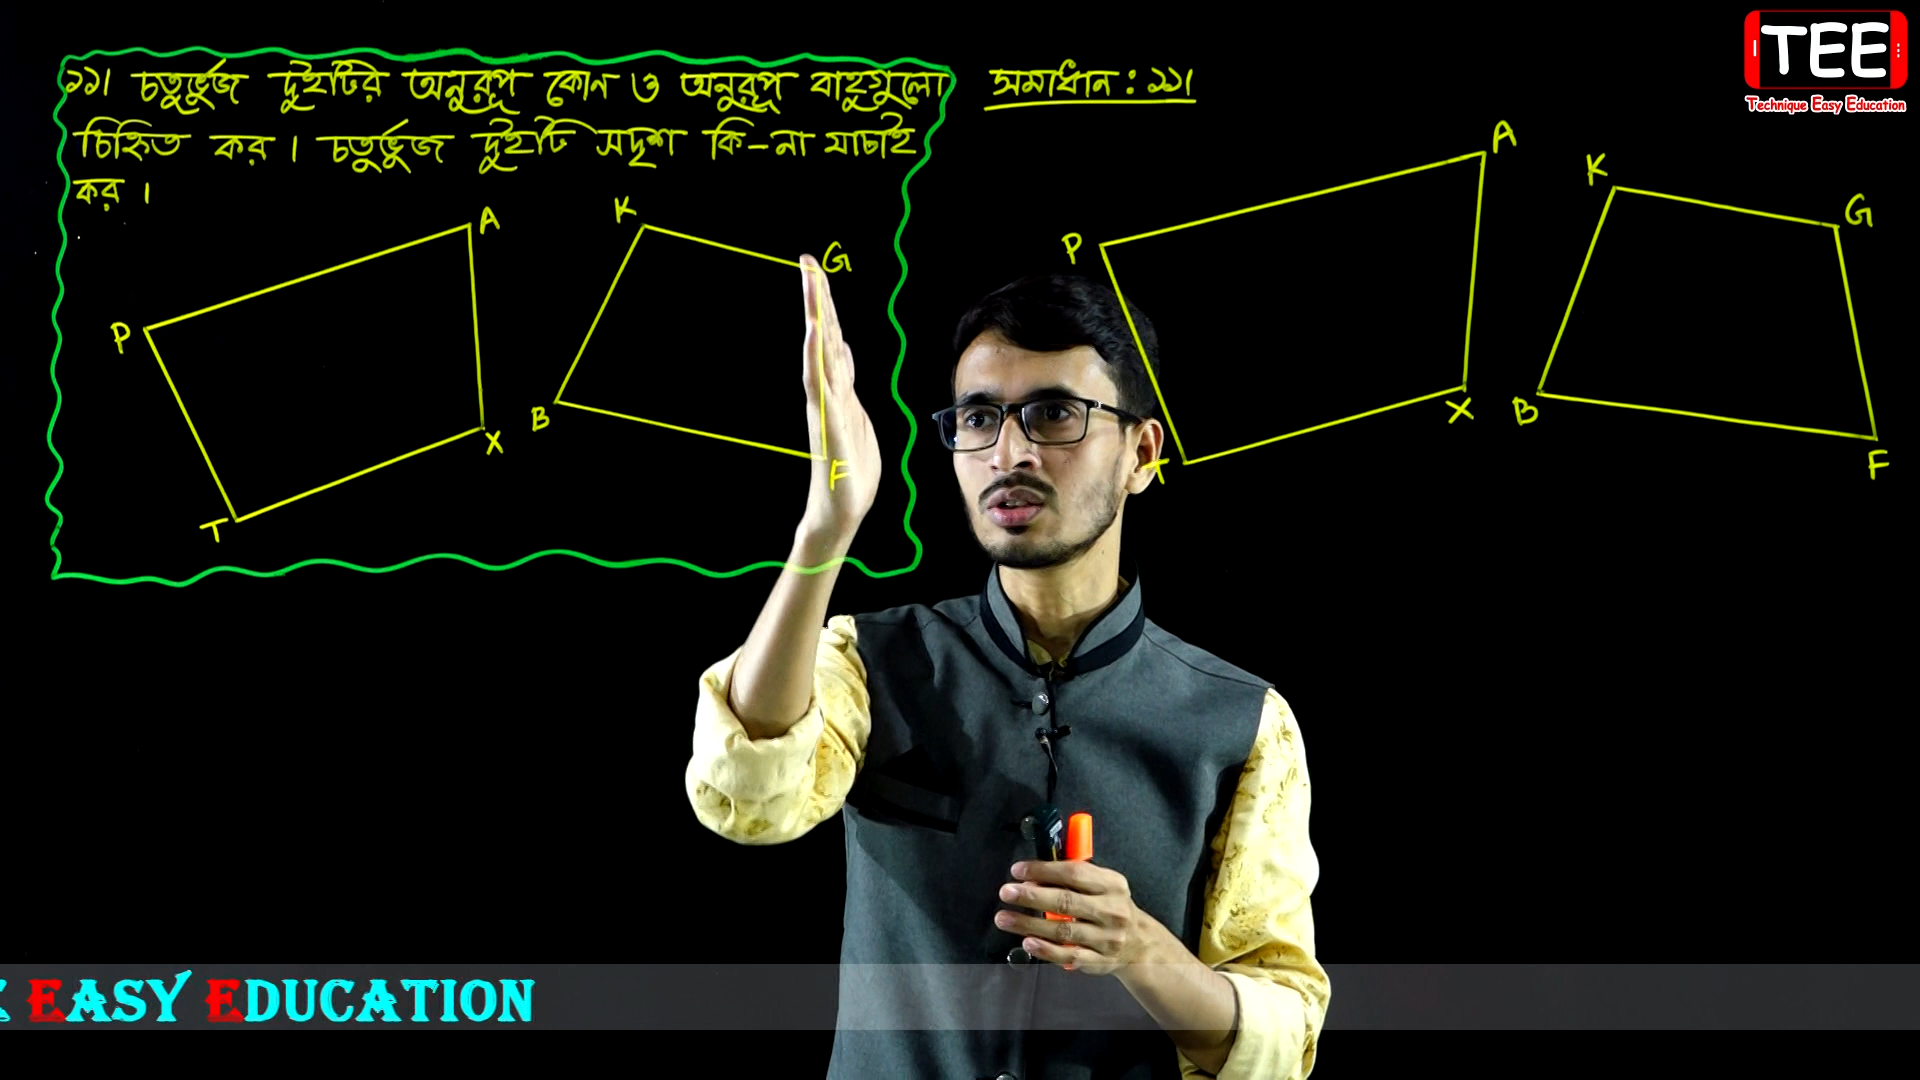 ১১। চতুর্ভুজ দুইটির অনুরূপ কোণ ও অনুরূপ বাহুগুলো
চিহ্নিত কর। চতুর্ভুজ দুইটি সদৃশ কি-না যাচাই
কর।
A
K
G
P
B
X
F
T
সমাধান : ১১।
A
K
G
P
X
B
T
F
TEE
Technique Easy Education
EASY EDUCATION